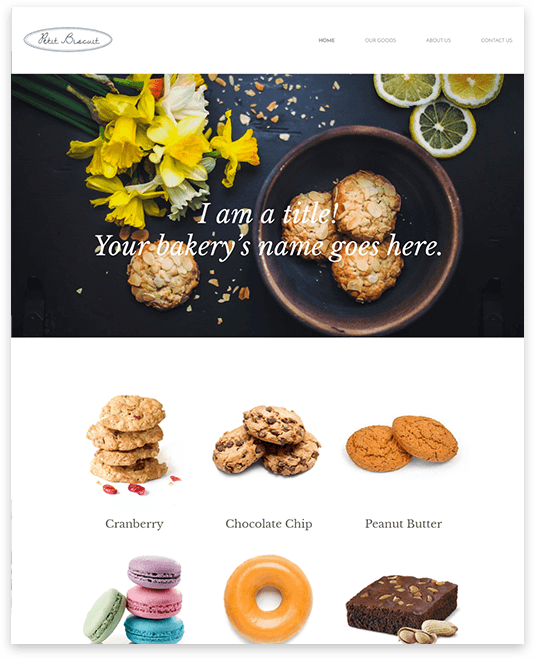 Petit Biscuit
HOME OUR GOODS ABOUT US CONTACT US
I am a title!
Your bakery’s name goes here.
Cranberry Chocolate Chip Peanut Butter